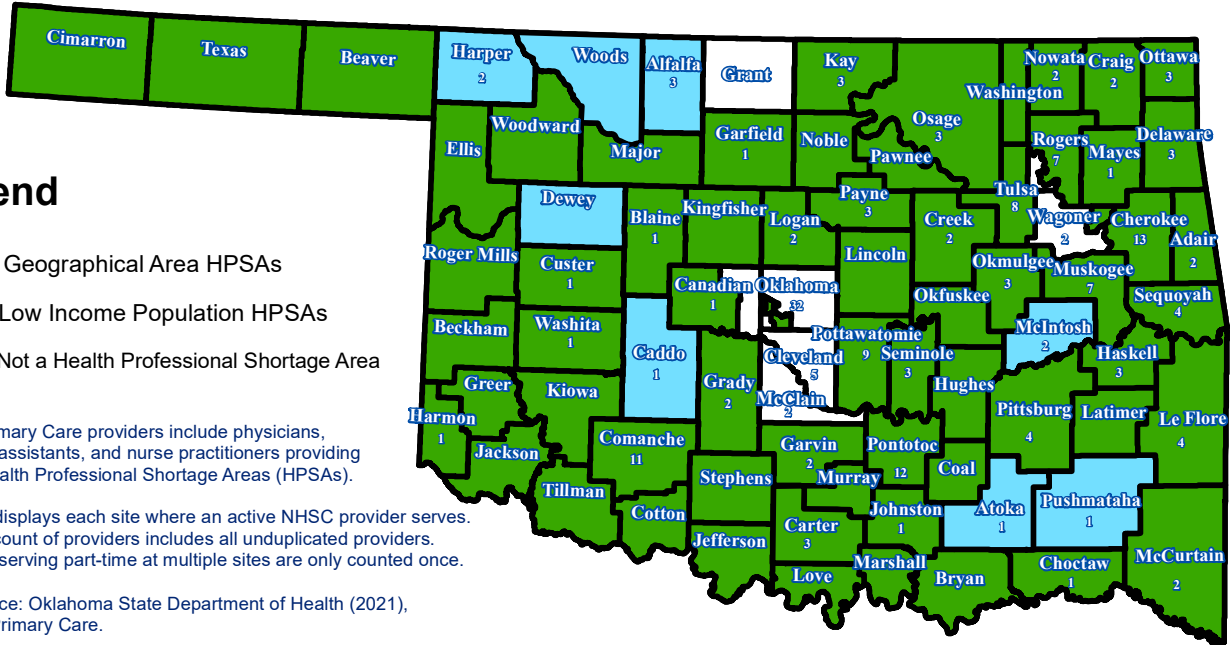 Cimarron
Texas
Beaver
Harper
2
Woods
Alfalfa
3
Grant
Kay
3
Nowata
2
Craig
2
Ottawa
3
Washington
Osage
3
Woodward
Ellis
Major
Garfield
1
Noble
Pawnee
Rogers
7
Mayes
1
Delaware
3
end
Dewey
Blaine
1
Kingfisher
Logan
2
Payne
3
Creek
2
Tulsa
8
Wagoner
2
Cherokee
13
Adair
2
Geographical Area HPSAs
Roger Mills
Custer
1
Canadian
1
Oklahoma
32
Lincoln
Okmulgee
3
Muskogee
7
Okfuskee
Sequoyah
4
Low Income Population HPSAs
Beckham
Washita
1
Caddo
1
Cleveland
5
Pottawatomie
9
Seminole
3
McIntosh
2
Haskell
3
Not a Health Professional Shortage Area
Greer
Kiowa
Grady
2
McClain
2
Hughes
Pittsburg
4
Latimer
Le Flore
4
Harmon
1
mary Care providers include physicians,
assistants, and nurse practitioners providing
alth Professional Shortage Areas (HPSAs).
Jackson
Comanche
11
Garvin
2
Pontotoc
12
Coal
Tillman
Stephens
Murray
displays each site where an active NHSC provider serves.
count of providers includes all unduplicated providers.
serving part-time at multiple sites are only counted once.
Cotton
Jefferson
Carter
3
Johnston
1
Atoka
1
Pushmataha
1
Love
Marshall
Bryan
Choctaw
1
McCurtain
2
ce: Oklahoma State Department of Health (2021),
Primary Care.